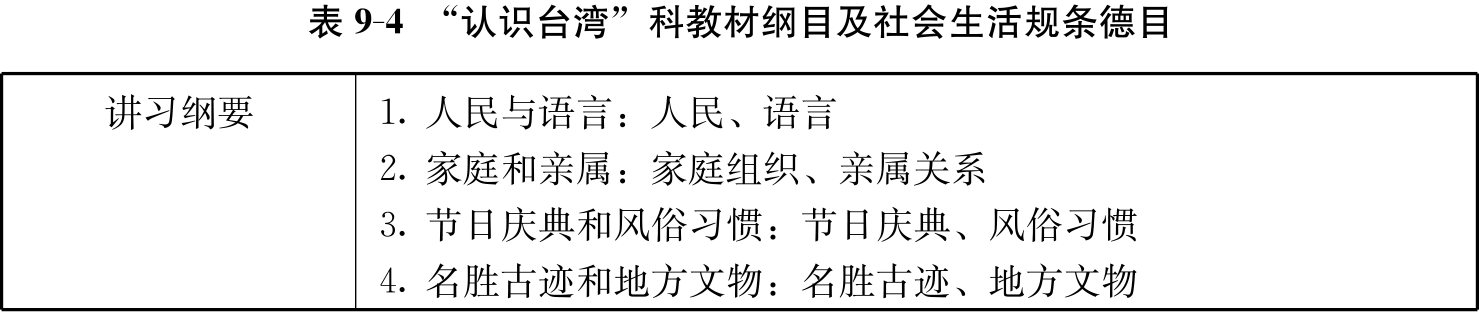 表 9-4 “认识台湾”科教材纲目及社会生活规条德目
讲习纲要
1. 人民与语言：人民、语言
2. 家庭和亲属：家庭组织、亲属关系
3. 节日庆典和风俗习惯：节日庆典、风俗习惯
4. 名胜古迹和地方文物：名胜古迹、地方文物